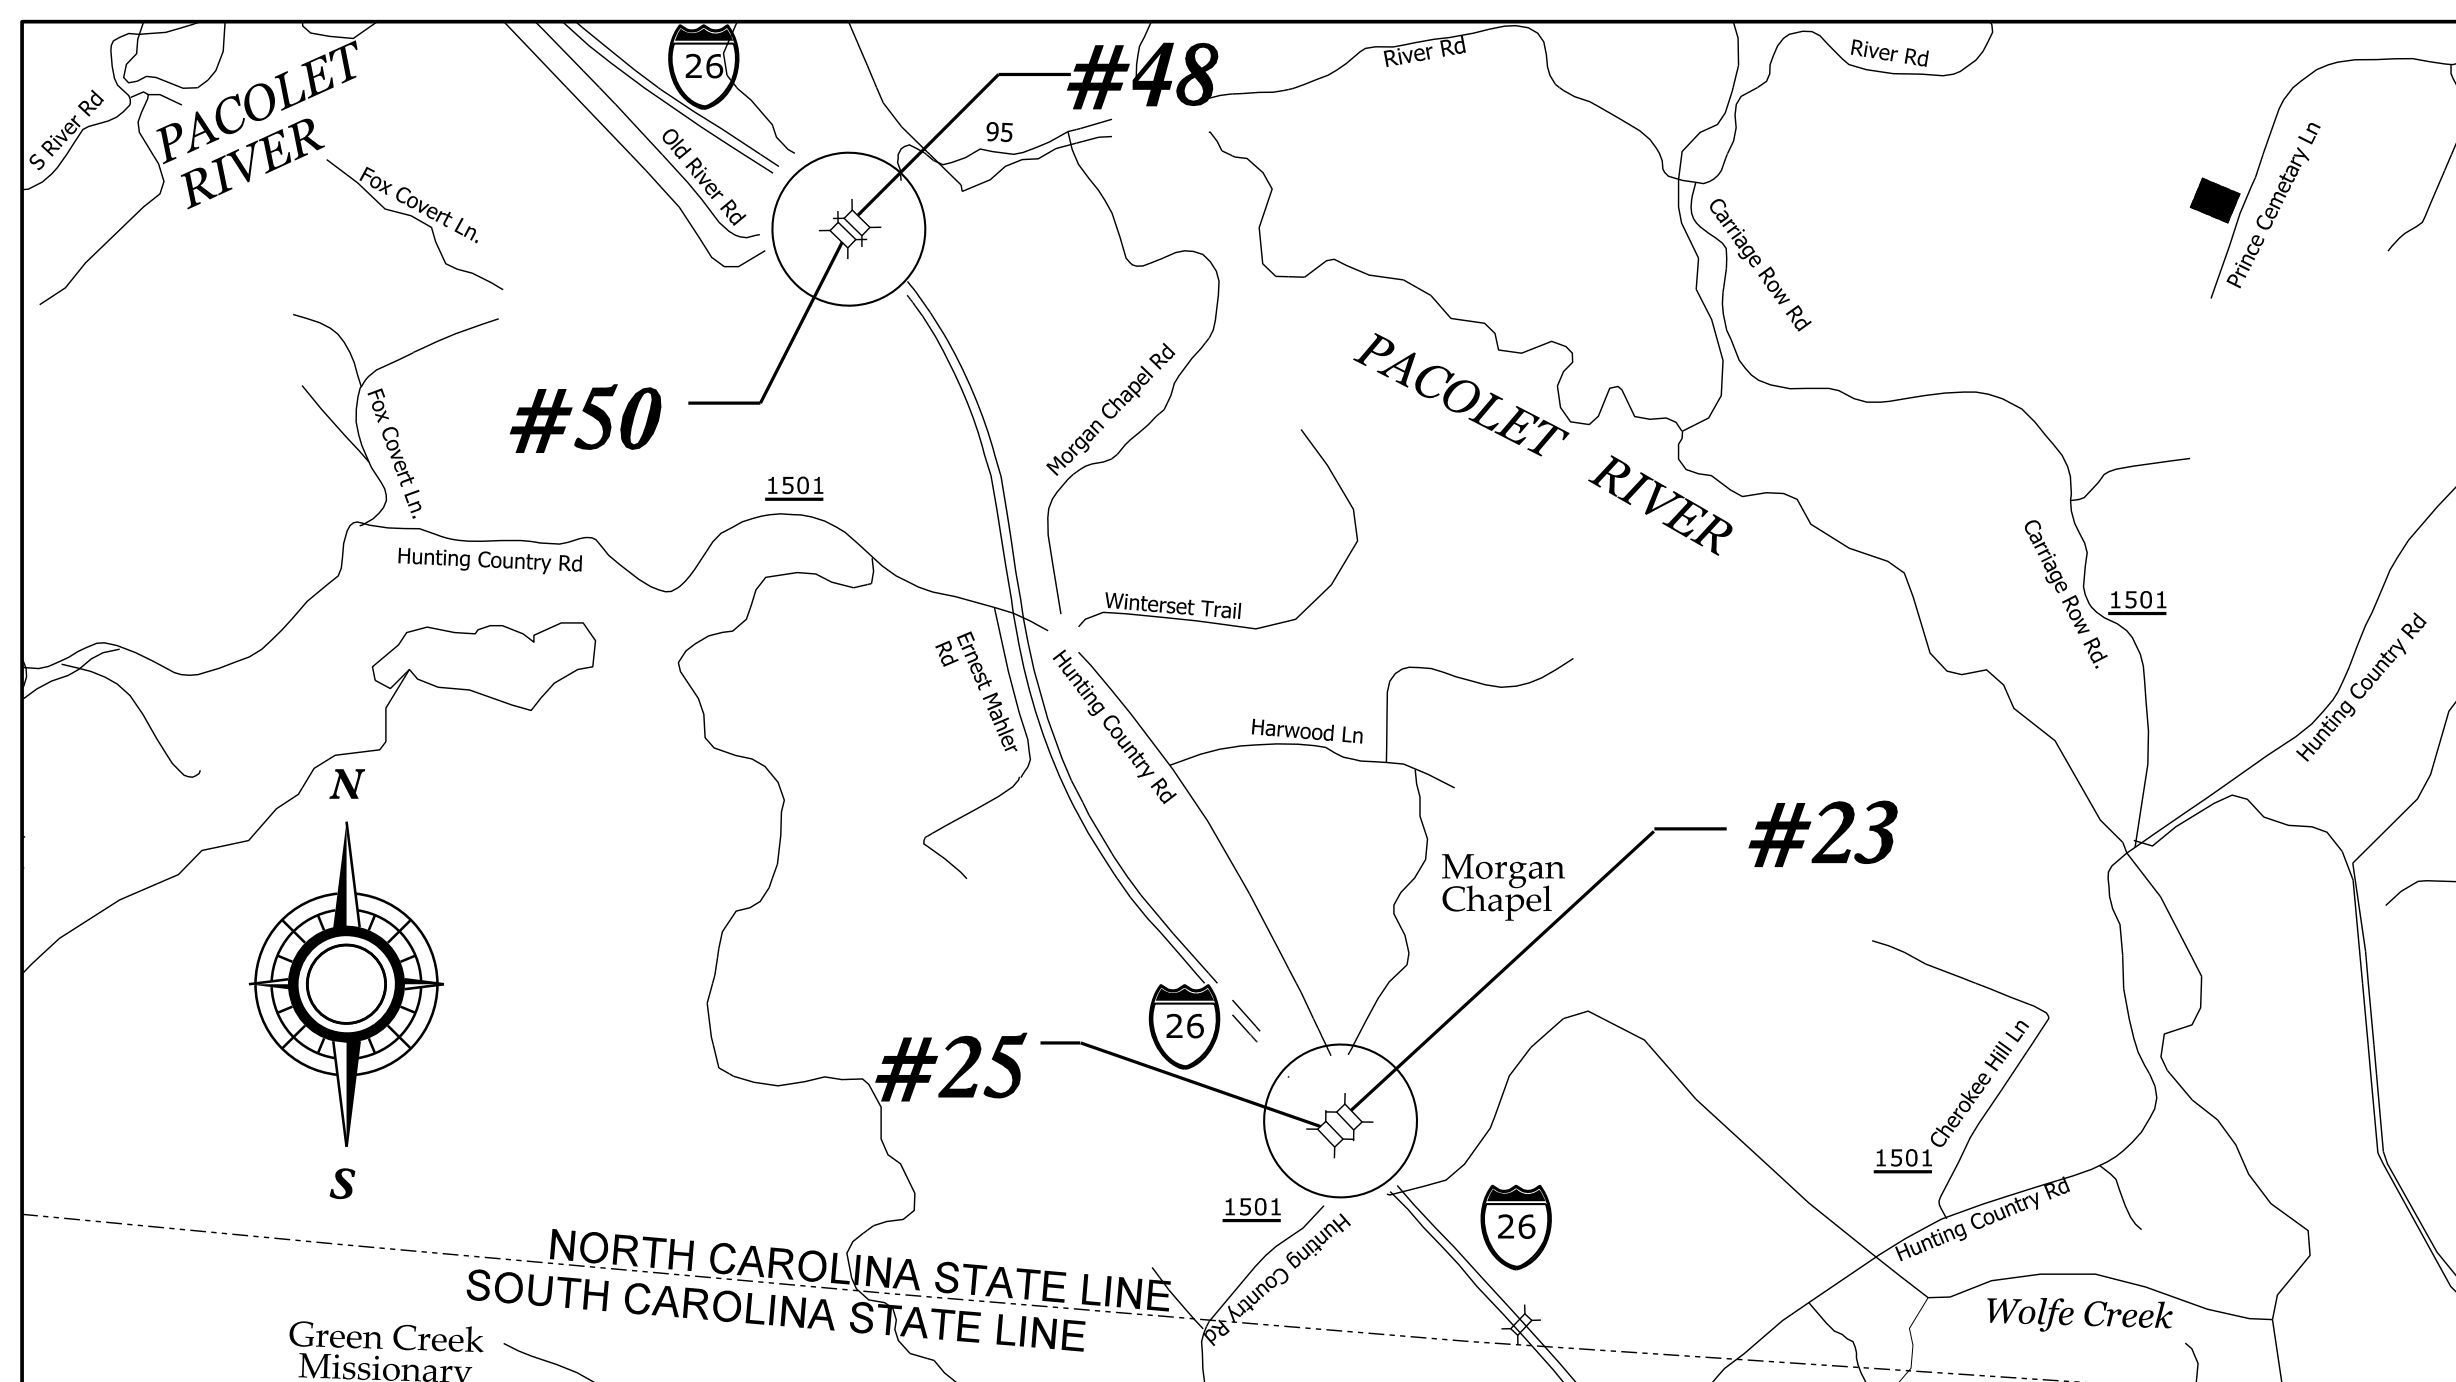 26
#48
River Rd
River Rd
S River Rd
PACOLET
RIVER
Old River Rd
95
Fox Covert Ln.
Carriage Row Rd
Prince Cemetary Ln
#50
Morgan Chapel Rd
PACOLET RIVER
Fox Covert Ln.
1501
Hunting Country Rd
Winterset Trail
Carriage Row Rd.
1501
Hunting Country Rd
Ernest Mahler
Rd
Hunting Country Rd
Harwood Ln
N
#23
Morgan
Chapel
26
#25
Cherokee Hill Ln
1501
S
1501
26
Hunting Country Rd
Hunting Country
Rd
NORTH CAROLINA STATE LINE
SOUTH CAROLINA STATE LINE
Wolfe Creek
Green Creek
Missionary